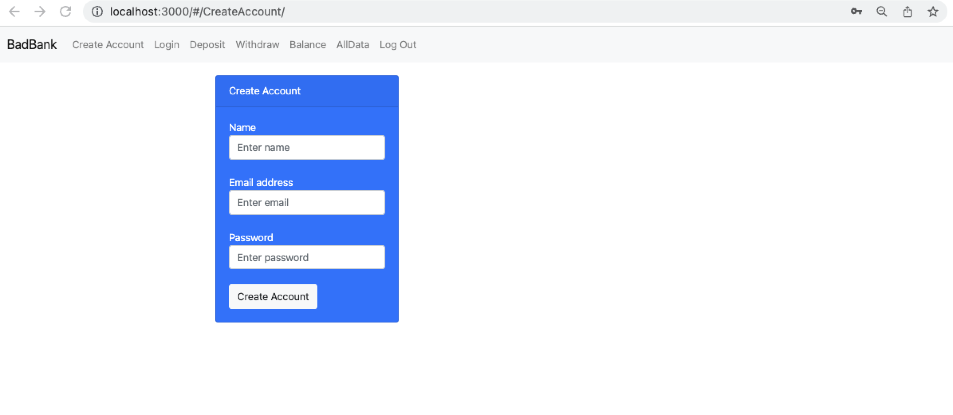 localhost:3000/#/CreateAccount/
BadBank Create Account Login Deposit Withdraw Balance AllData Log Out
Create Account
Name
Enter name
Email address
Enter email
Password
Enter password
Create Account